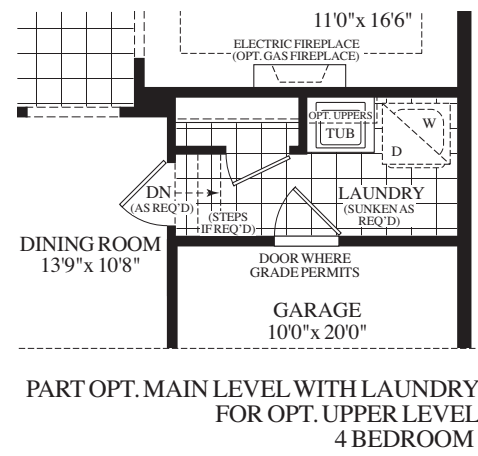 11'0"x 16'6"
ELECTRIC FIREPLACE
(OPT. GAS FIREPLACE)
OPT. UPPERS
TUB
W
D
DN
(AS REQ'D)
(STEPS
IF REQ'D)
LAUNDRY
(SUNKEN AS
REQ'D)
DINING ROOM
13'9"x 10'8"
DOOR WHERE
GRADE PERMITS
GARAGE
10'0"x 20'0"
PART OPT. MAIN LEVEL WITH LAUNDRY
FOR OPT. UPPER LEVEL
4 BEDROOM